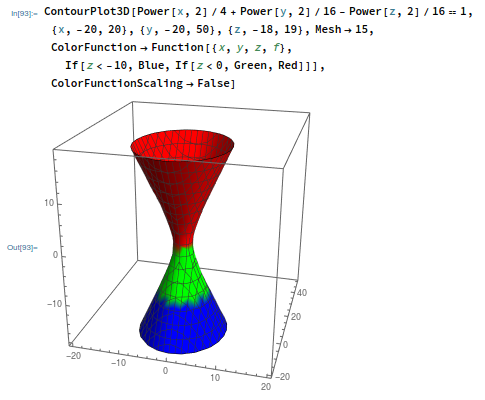 In[93]:= ContourPlot3D[Power[x, 2] / 4 + Power[y, 2] / 16 - Power[z, 2] / 16 == 1,
{x, -20, 20}, {y, -20, 50}, {z, -18, 19}, Mesh → 15,
ColorFunction → Function[{x, y, z, f},
If[z < -10, Blue, If[z < 0, Green, Red]]],
ColorFunctionScaling → False]
Out[93]=
10
0
-10
-20
-10
0
10
20
40
20
0
-20